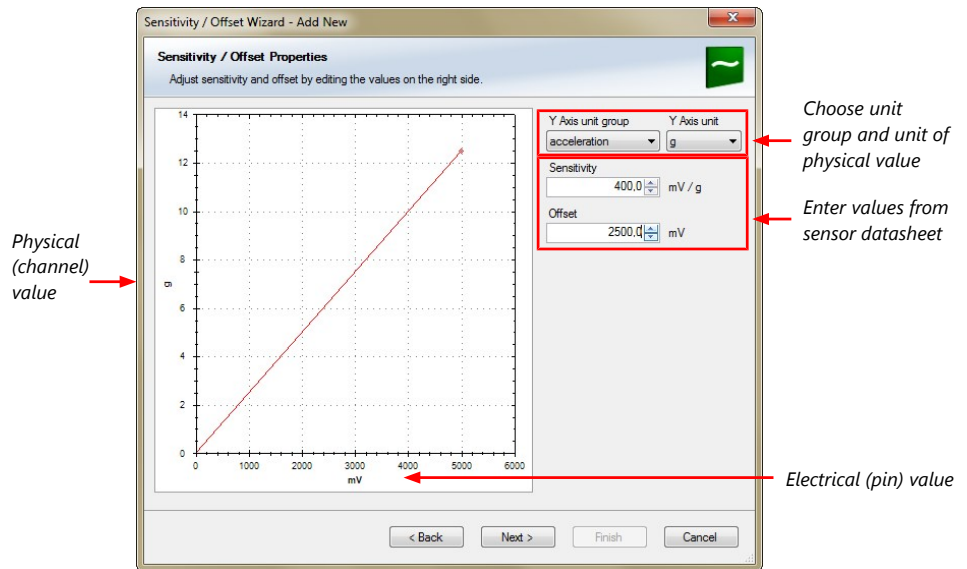 Sensitivity / Offset Wizard - Add New
Sensitivity / Offset Properties
Adjust sensitivity and offset by editing the values on the right side.
14
12
10
8
6
4
2
0
g
0 1000 2000 3000 4000 5000 6000
mV
Y Axis unit group Y Axis unit
acceleration g
Sensitivity
400,0 mV / g
Offset
2500,0 mV
< Back Next > Finish Cancel
Physical
(channel)
value
Choose unit
group and unit of
physical value
Enter values from
sensor datasheet
Electrical (pin) value